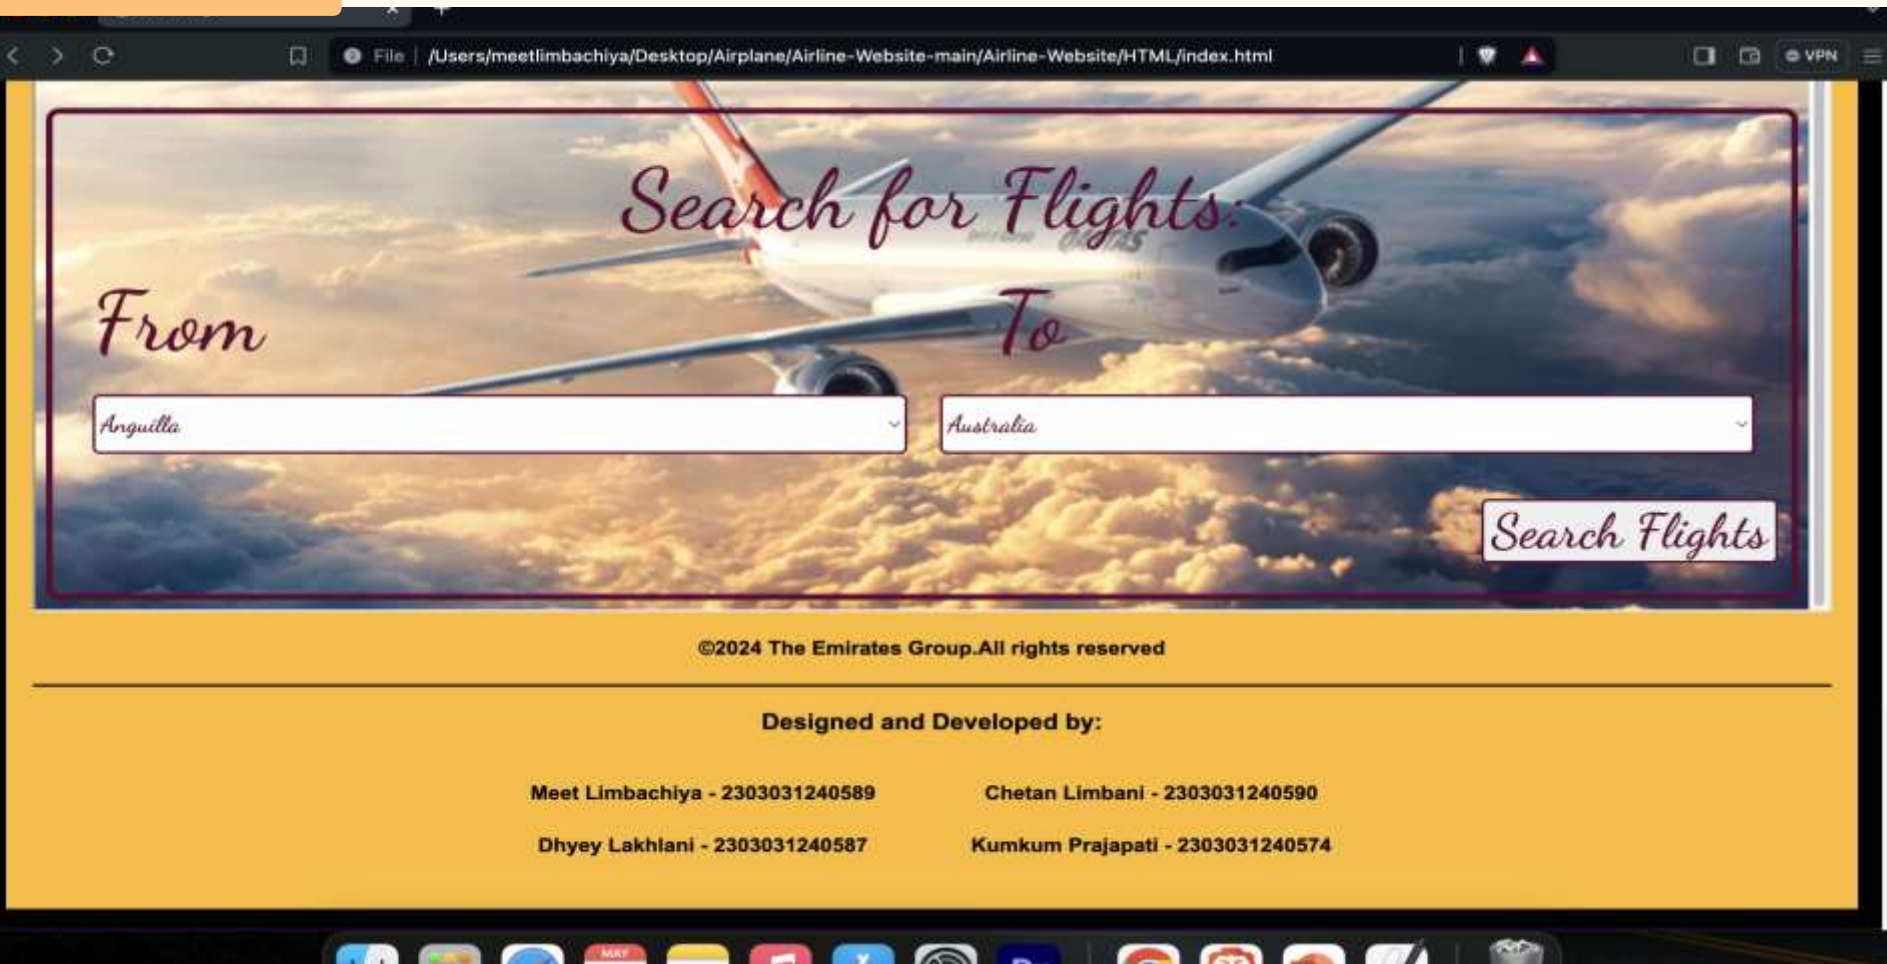 File | /Users/meetlimbachiya/Desktop/Airplane/Airline-Website-main/Airline-Website/HTML/index.html
VPN
Search for Flights:
QANTAS
From To
Anguilla Australia
Search Flights
©2024 The Emirates Group.All rights reserved
Designed and Developed by:
Meet Limbachiya - 2303031240589 Chetan Limbani - 2303031240590
Dhyey Lakhlani - 2303031240587 Kumkum Prajapati - 2303031240574
MAY